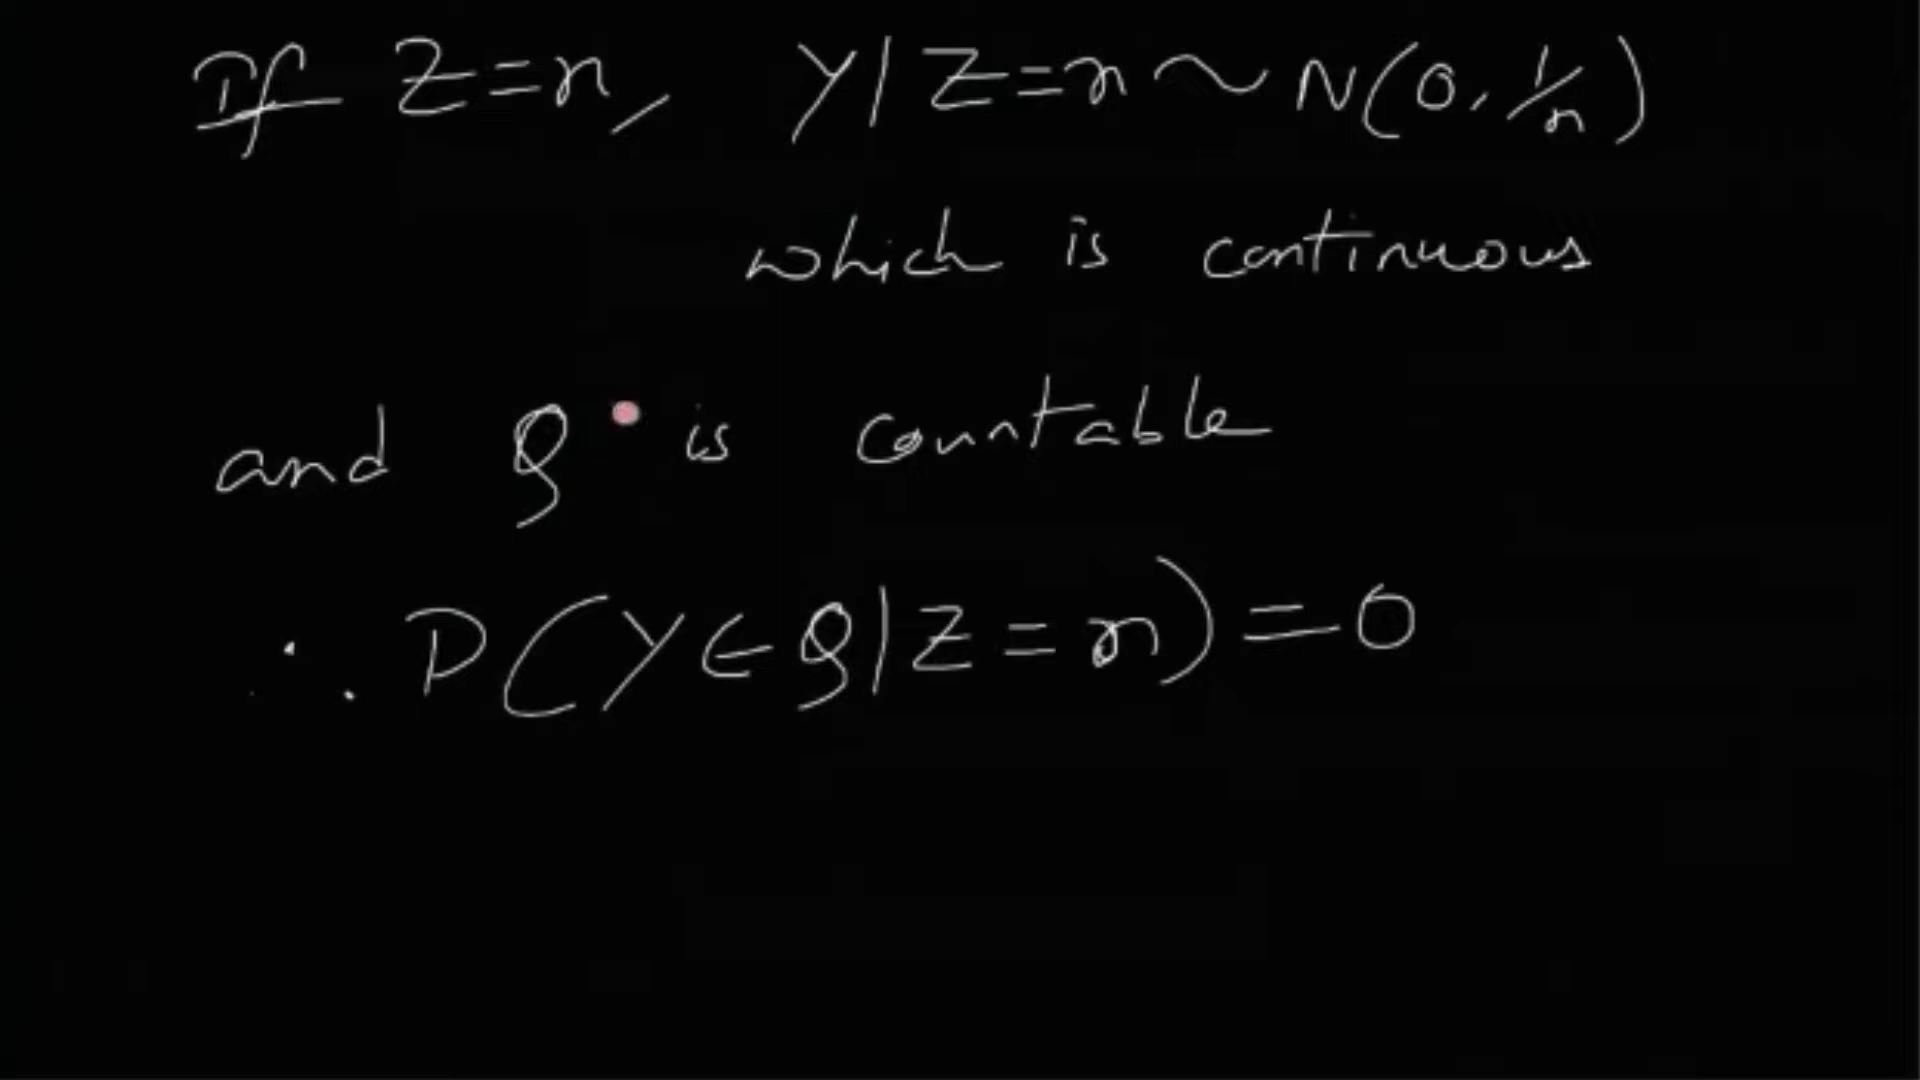 If Z=n, Y|Z=n ~ N(0, 1/n)
which is continuous
and Q is countable
∴ P(Y∈Q|Z=n)=0